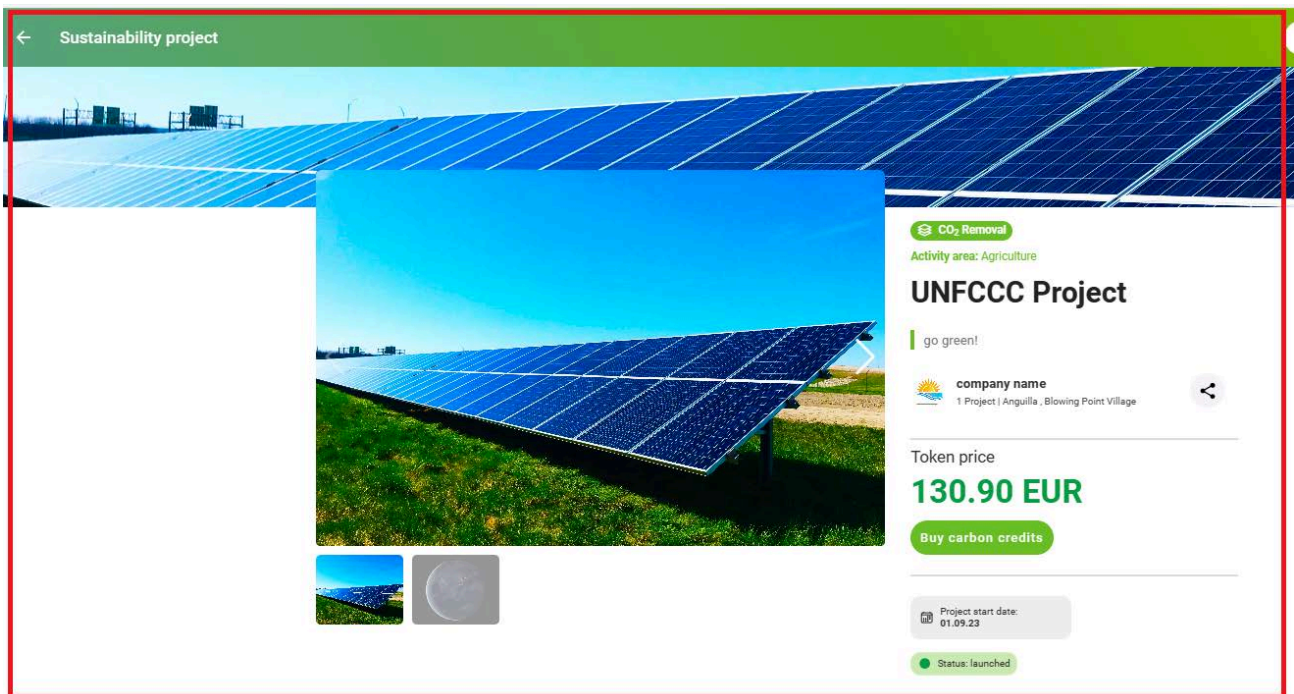 Sustainability project
CO₂ Removal
Activity area: Agriculture
UNFCCC Project
go green!
company name
1 Project | Anguilla , Blowing Point Village
Token price
130.90 EUR
Buy carbon credits
Project start date:
01.09.23
Status: launched